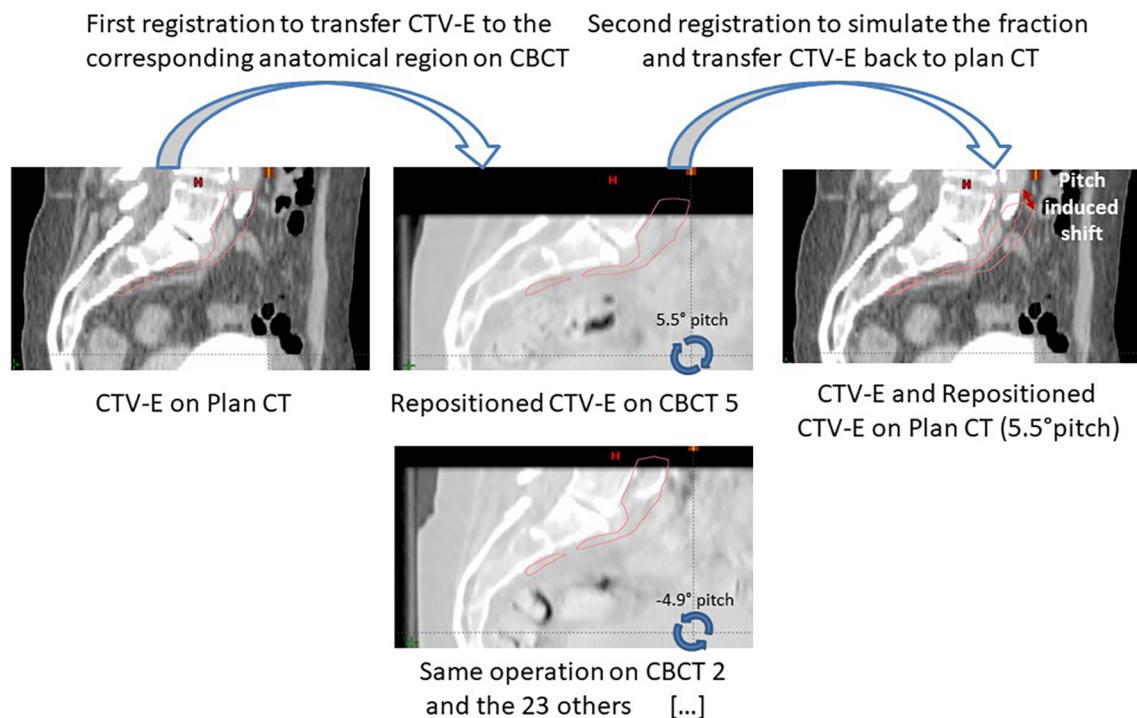 First registration to transfer CTV-E to the
corresponding anatomical region on CBCT
Second registration to simulate the fraction
and transfer CTV-E back to plan CT
H
H
H
Pitch
induced
shift
5.5° pitch
CTV-E on Plan CT
Repositioned CTV-E on CBCT 5
CTV-E and Repositioned
CTV-E on Plan CT (5.5°pitch)
H
-4.9° pitch
Same operation on CBCT 2
and the 23 others [...]